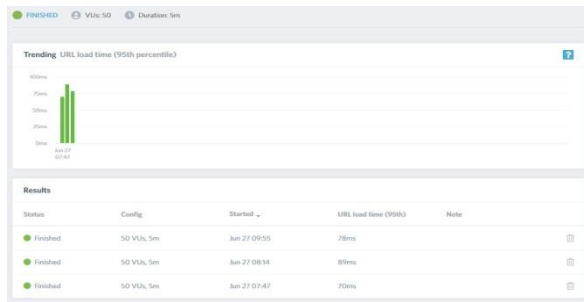 FINISHED VUs: 50 Duration: 5m
Trending URL load time (95th percentile)
?
100ms
75ms
50ms
25ms
0ms
Jun 27
07:47
Results
Status Config Started URL load time (95th) Note
Finished 50 VUs, 5m Jun 27 09:55 78ms
Finished 50 VUs, 5m Jun 27 08:14 89ms
Finished 50 VUs, 5m Jun 27 07:47 70ms